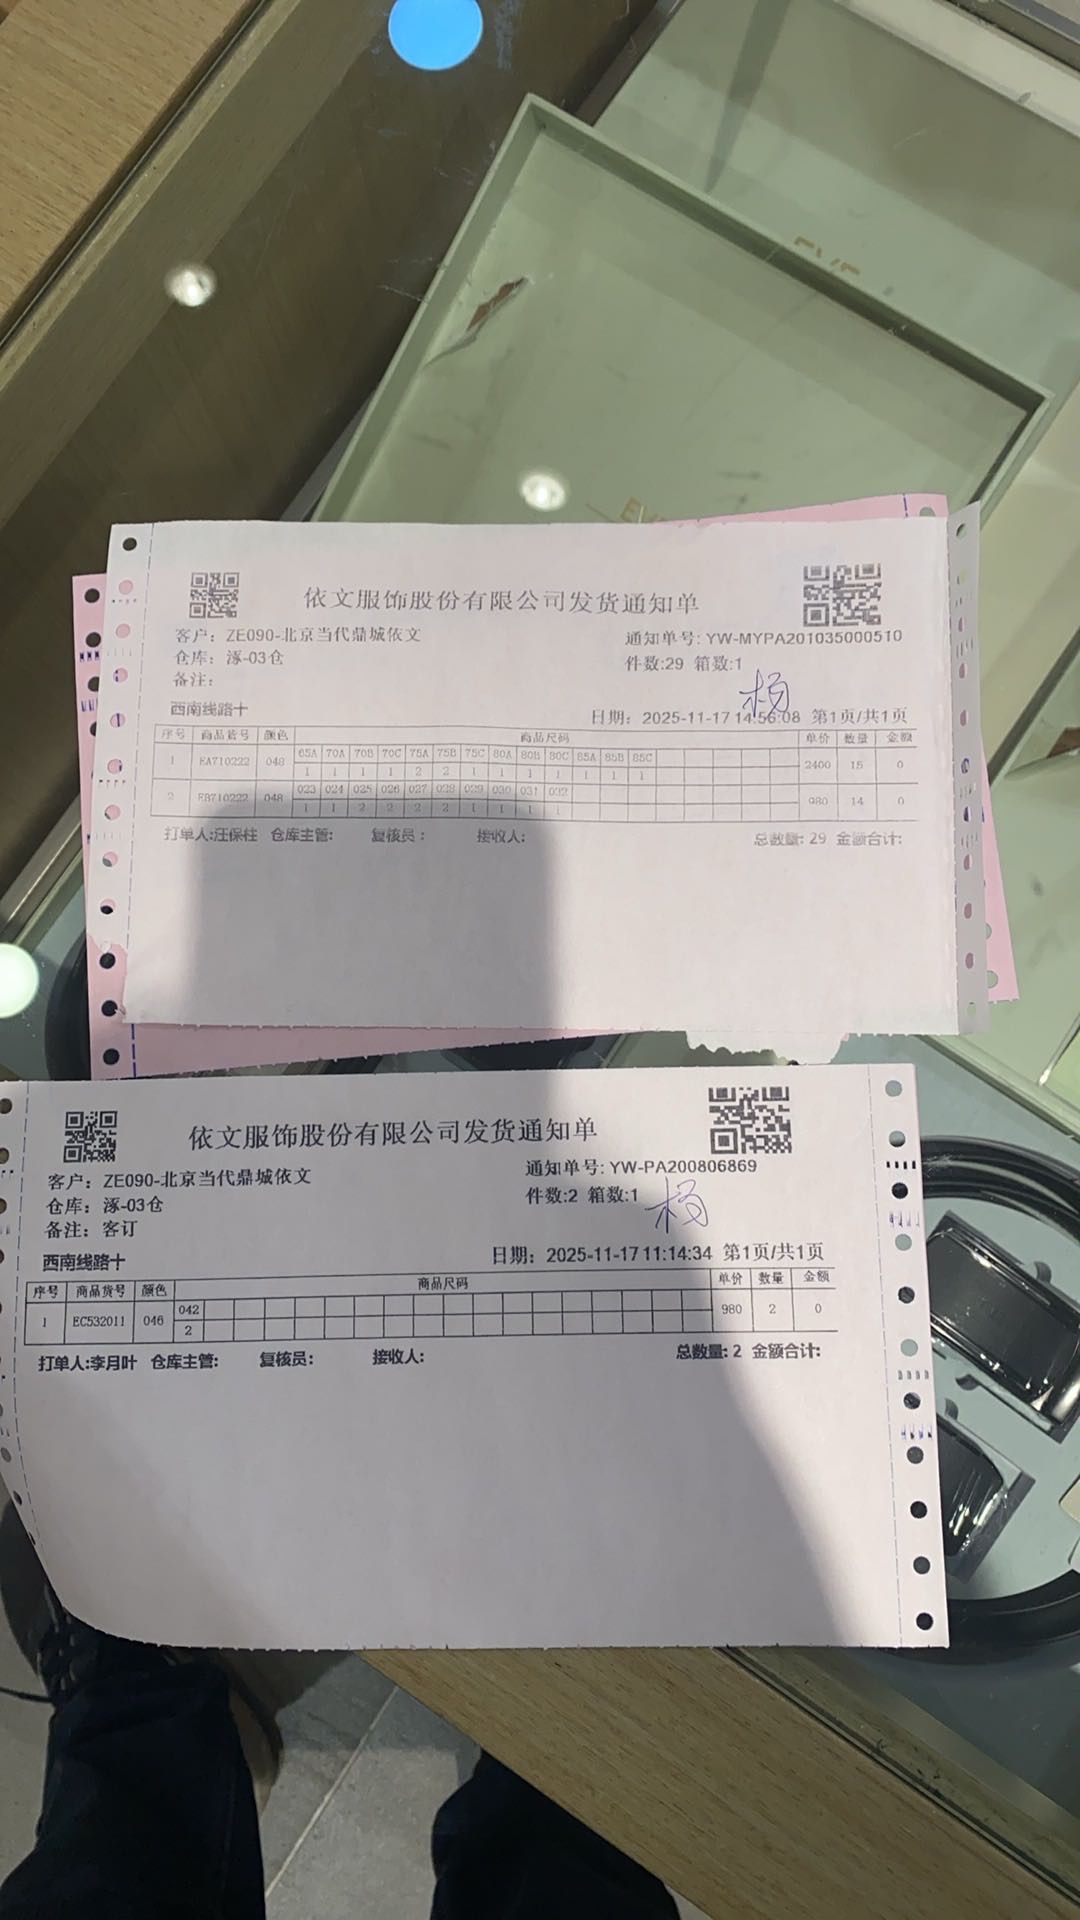 依文服饰股份有限公司发货通知单
客户: ZE090-北京当代鼎城依文
通知单号: YW-MYPA201035000510
仓库: 涿-03仓
件数:29 箱数:1
备注:
杨
西南线路十
日期: 2025-11-17 14:56:08 第1页/共1页
序号 商品货号 颜色 商品尺码 单价 数量 金额
65A 70A 70B 70C 75A 75B 75C 80A 80B 80C 85A 85B 85C
1 EA710222 048 2400 15 0
1 1 1 1 2 2 1 1 1 1 1 1 1
023 024 025 026 027 028 029 030 031 032
2 EB710222 048 980 14 0
1 1 2 2 2 2 1 1 1 1
打单人:汪保柱 仓库主管: 复核员: 接收人: 总数量: 29 金额合计:
依文服饰股份有限公司发货通知单
客户: ZE090-北京当代鼎城依文
通知单号: YW-PA200806869
仓库: 涿-03仓
件数:2 箱数:1
备注: 客订
杨
西南线路十
日期: 2025-11-17 11:14:34 第1页/共1页
序号 商品货号 颜色 商品尺码 单价 数量 金额
042
1 EC532011 046 980 2 0
2
打单人:李月叶 仓库主管: 复核员: 接收人: 总数量: 2 金额合计: